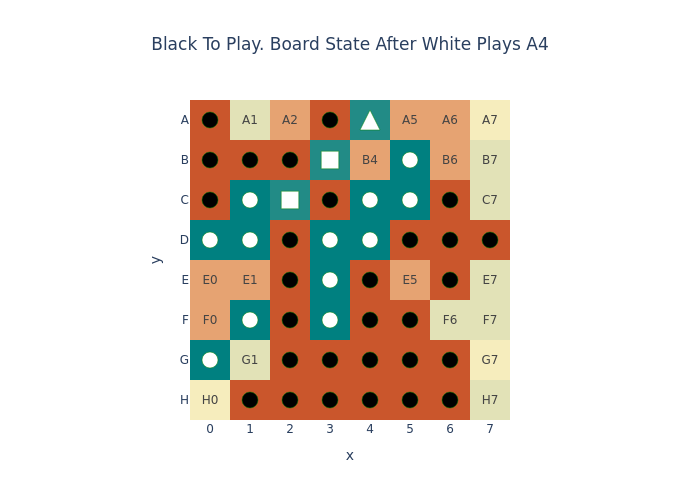 Black To Play. Board State After White Plays A4
A A1 A2 A5 A6 A7
B B4 B6 B7
C C7
D
E E0 E1 E5 E7
F F0 F6 F7
G G1 G7
H H0 H7
0 1 2 3 4 5 6 7
x
y